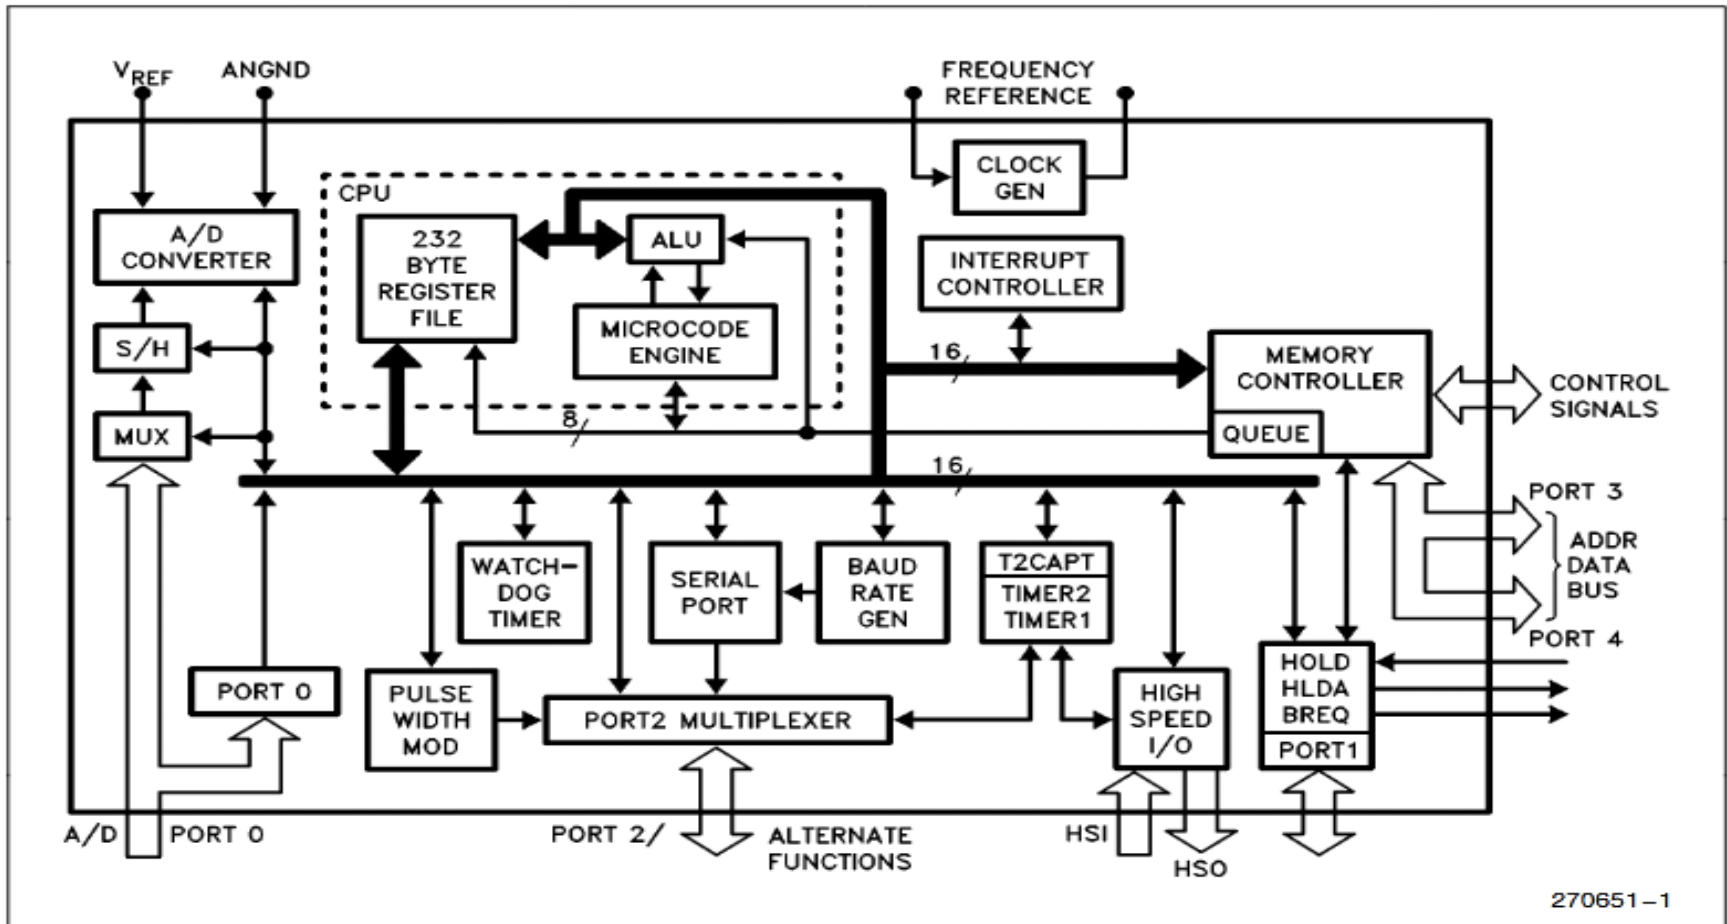 VREF
ANGND
FREQUENCY
REFERENCE
CLOCK
GEN
CPU
A/D
CONVERTER
232
BYTE
REGISTER
FILE
ALU
INTERRUPT
CONTROLLER
S/H
MICROCODE
ENGINE
16
MEMORY
CONTROLLER
CONTROL
SIGNALS
MUX
8
QUEUE
16
PORT 3
ADDR
DATA
BUS
PORT 4
WATCH-
DOG
TIMER
SERIAL
PORT
BAUD
RATE
GEN
T2CAPT
TIMER2
TIMER1
PORT 0
PULSE
WIDTH
MOD
PORT2 MULTIPLEXER
HIGH
SPEED
I/O
HOLD
HLDA
BREQ
PORT1
A/D
PORT 0
PORT 2/
ALTERNATE
FUNCTIONS
HSI
HSO
270651-1